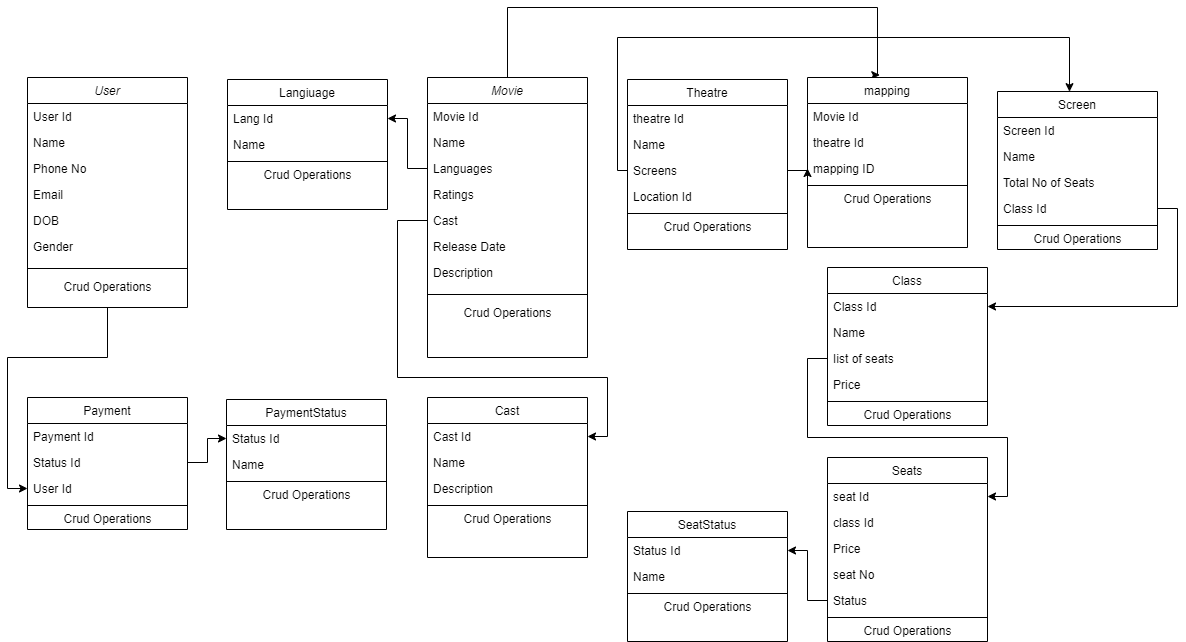 User
User Id
Name
Phone No
Email
DOB
Gender
Crud Operations
Laniguage
Lang Id
Name
Crud Operations
Movie
Movie Id
Name
Languages
Ratings
Cast
Release Date
Description
Crud Operations
Theatre
theatre Id
Name
Screens
Location Id
Crud Operations
mapping
Movie Id
theatre Id
mapping ID
Crud Operations
Screen
Screen Id
Name
Total No of Seats
Class Id
Crud Operations
Class
Class Id
Name
list of seats
Price
Crud Operations
Payment
Payment Id
Status Id
User Id
Crud Operations
PaymentStatus
Status Id
Name
Crud Operations
Cast
Cast Id
Name
Description
Crud Operations
SeatStatus
Status Id
Name
Crud Operations
Seats
seat Id
class Id
Price
seat No
Status
Crud Operations